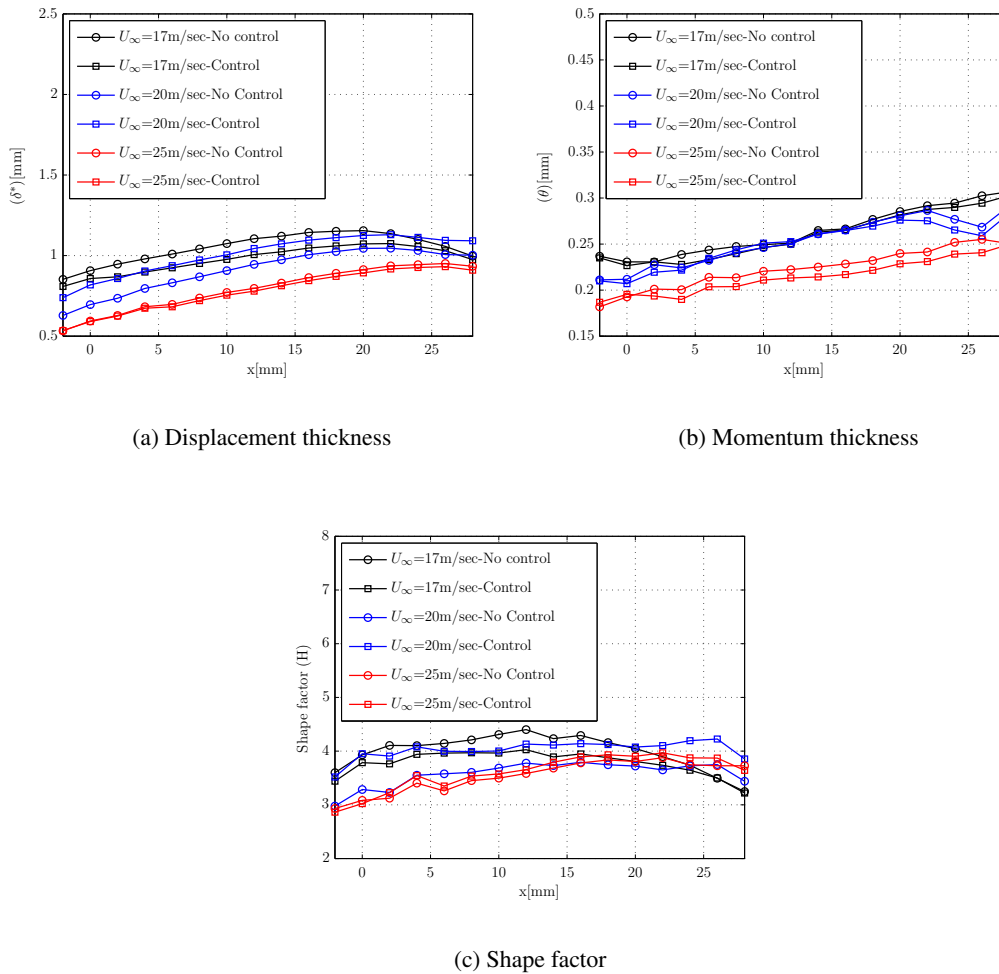 2.5
2
1.5
1
0.5
0 5 10 15 20 25
x[mm]
(δ*)[mm]
U∞=17m/sec-No control
U∞=17m/sec-Control
U∞=20m/sec-No Control
U∞=20m/sec-Control
U∞=25m/sec-No Control
U∞=25m/sec-Control
(a) Displacement thickness
0.5
0.45
0.4
0.35
0.3
0.25
0.2
0.15
0 5 10 15 20 25
x[mm]
(θ)[mm]
U∞=17m/sec-No control
U∞=17m/sec-Control
U∞=20m/sec-No Control
U∞=20m/sec-Control
U∞=25m/sec-No Control
U∞=25m/sec-Control
(b) Momentum thickness
8
7
6
5
4
3
2
0 5 10 15 20 25
x[mm]
Shape factor (H)
U∞=17m/sec-No control
U∞=17m/sec-Control
U∞=20m/sec-No Control
U∞=20m/sec-Control
U∞=25m/sec-No Control
U∞=25m/sec-Control
(c) Shape factor